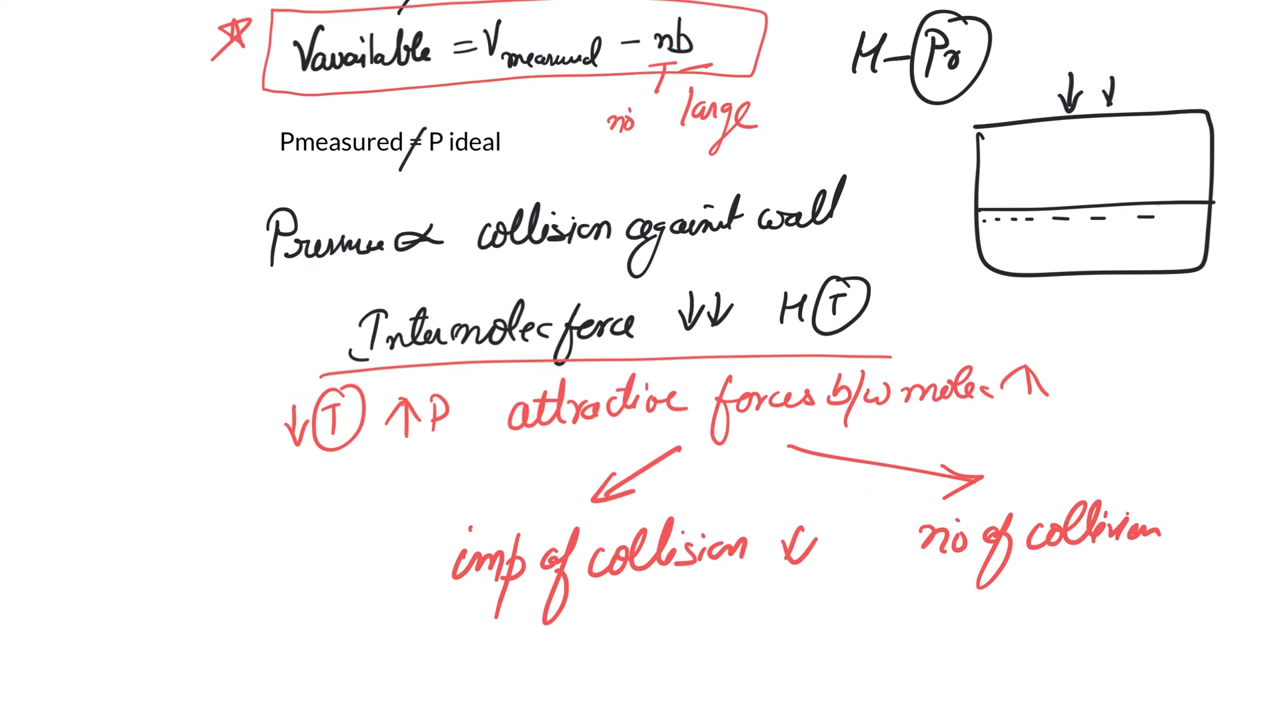 Vavailable = Vmeasured - nb
no large
H-Pr
Pmeasured ≠ P ideal
Pressure ∝ collision against wall
Intermolec force ↓↓ H T
↓ T ↑ P attractive forces b/w molec ↑
imp of collision ↓ no of collision